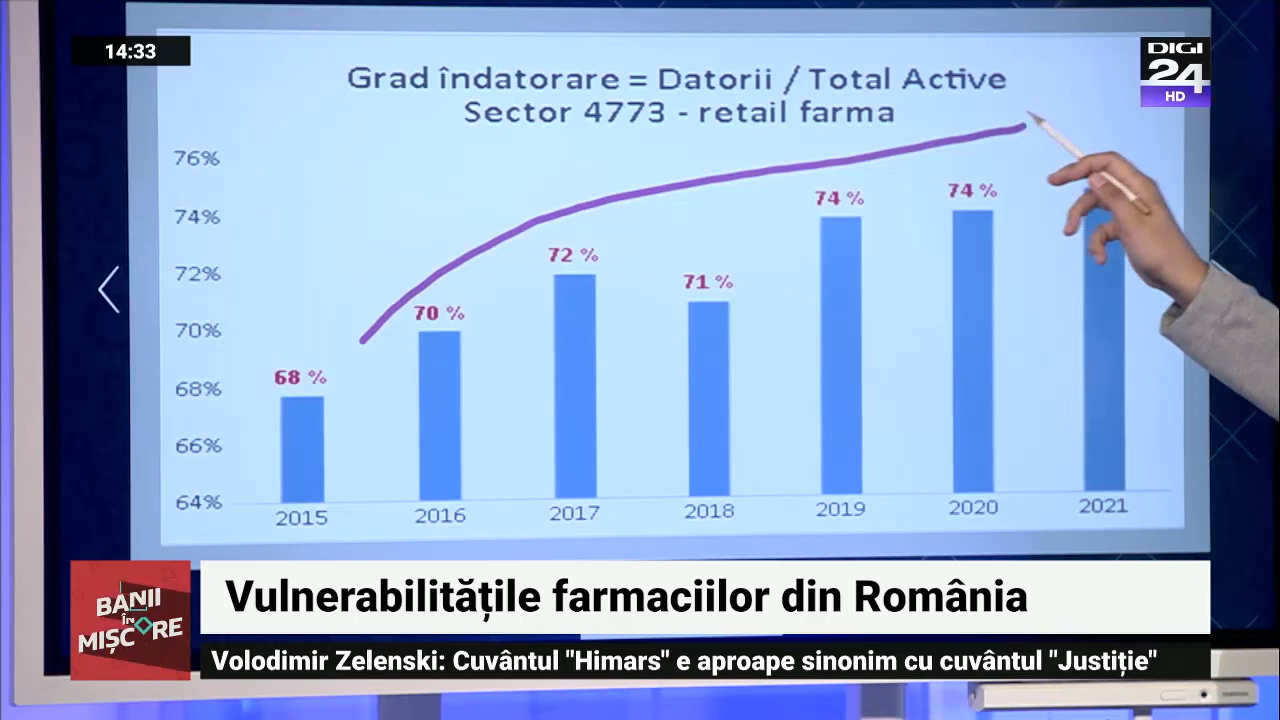 14:33
DIGI
24
HD
Grad îndatorare = Datorii / Total Active
Sector 4773 - retail farma
76%
74%
72%
70%
68%
66%
64%
68 %
70 %
72 %
71 %
74 %
74 %
2015
2016
2017
2018
2019
2020
2021
BANII
în
MIȘCARE
Vulnerabilitățile farmaciilor din România
Volodimir Zelenski: Cuvântul "Himars" e aproape sinonim cu cuvântul "Justiție"